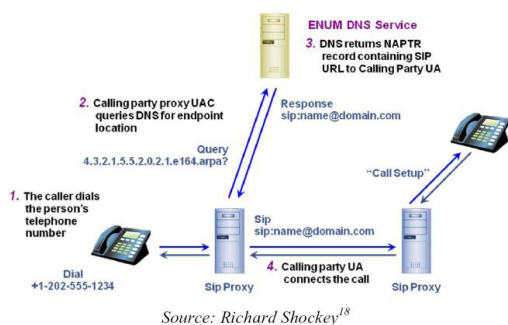 ENUM DNS Service
3. DNS returns NAPTR
record containing SIP
URL to Calling Party UA
2. Calling party proxy UAC
queries DNS for endpoint
location
Response
sip:name@domain.com
Query
4.3.2.1.5.5.2.0.2.1.e164.arpa?
"Call Setup"
1. The caller dials
the person's
telephone
number
Sip
sip:name@domain.com
4. Calling party UA
connects the call
Dial
+1-202-555-1234
Sip Proxy
Sip Proxy
Source: Richard Shockey18